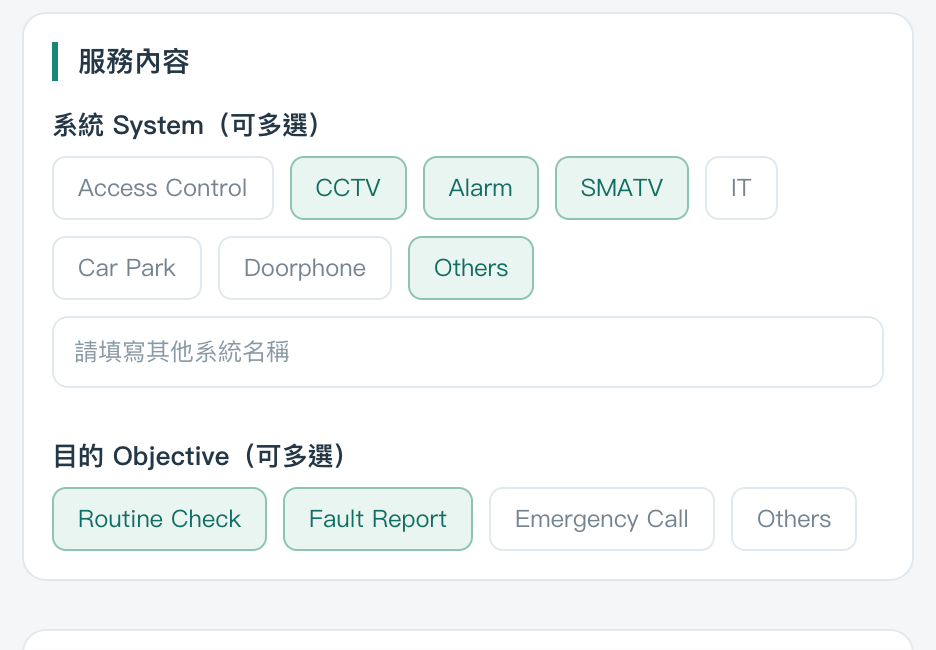 服務內容
系統 System（可多選）
Access Control CCTV Alarm SMATV IT
Car Park Doorphone Others
請填寫其他系統名稱
目的 Objective（可多選）
Routine Check Fault Report Emergency Call Others